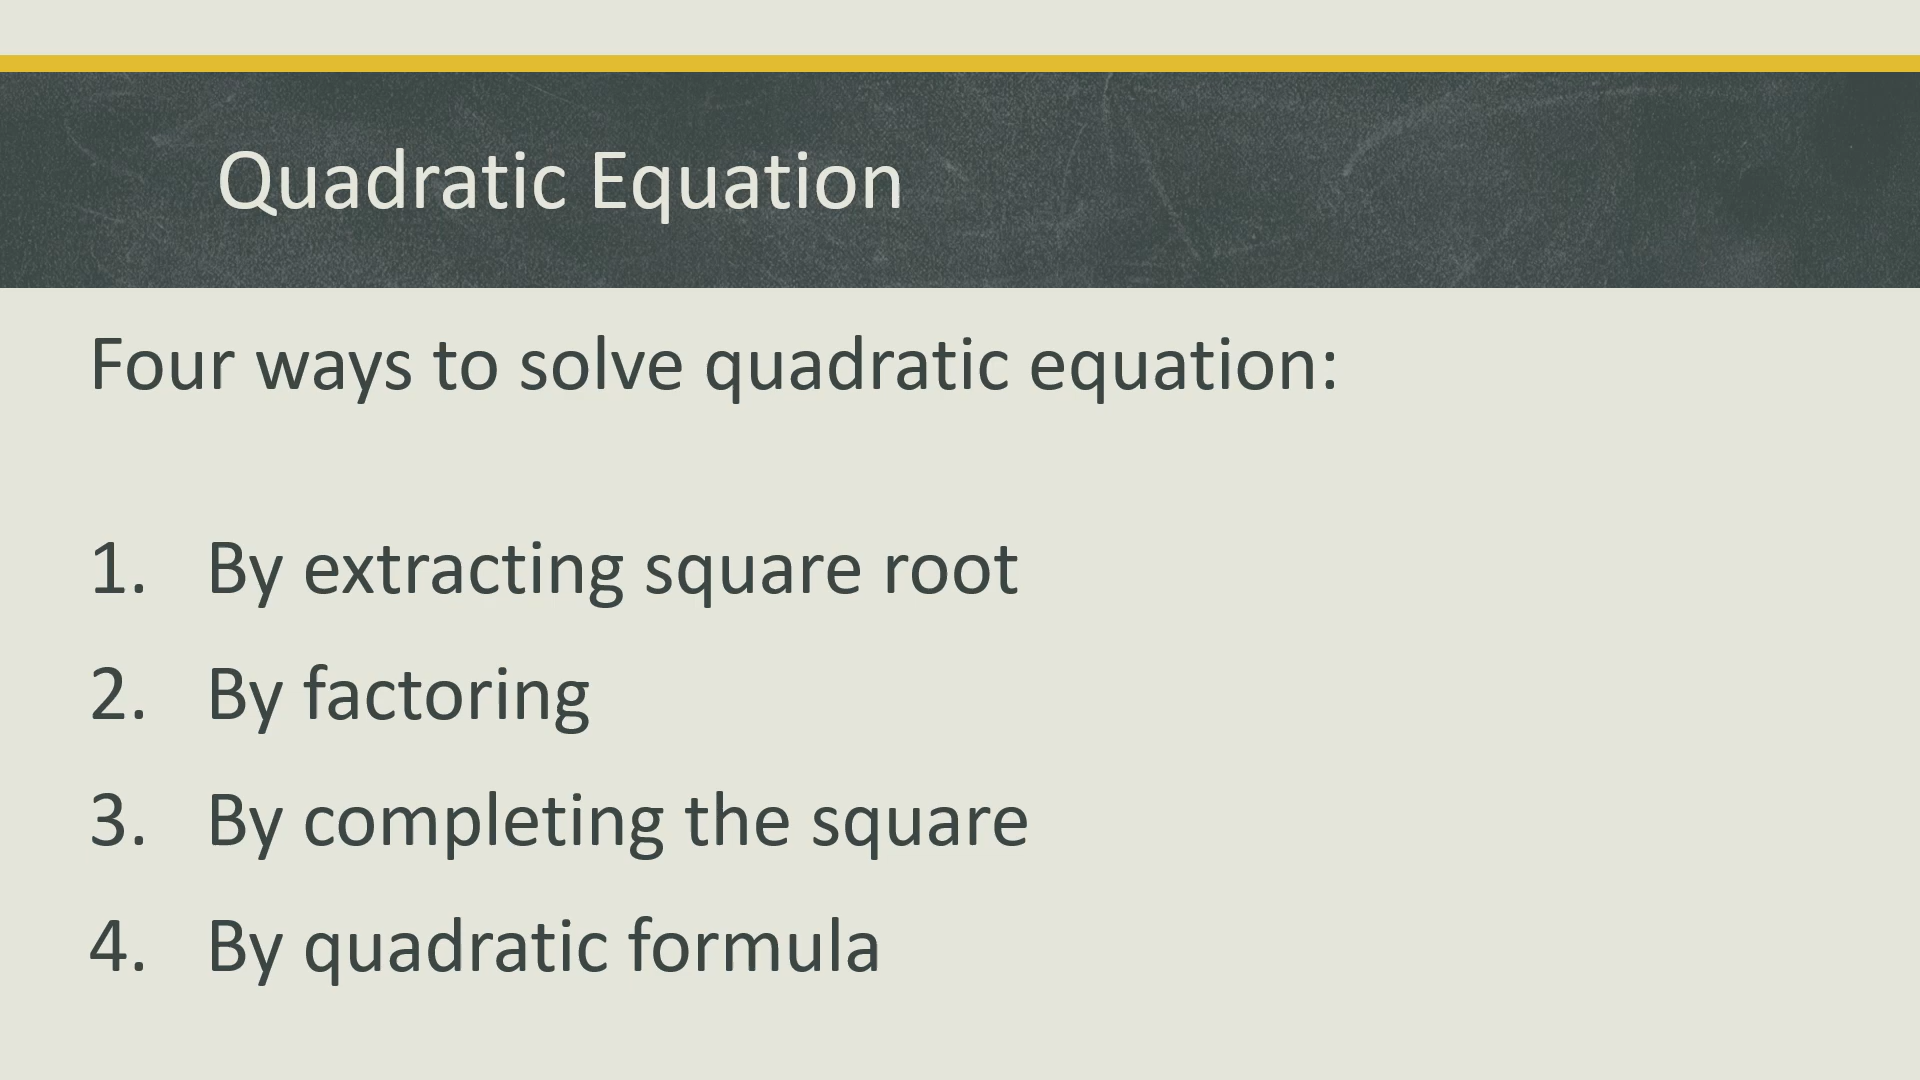 Quadratic Equation
Four ways to solve quadratic equation:
1. By extracting square root
2. By factoring
3. By completing the square
4. By quadratic formula